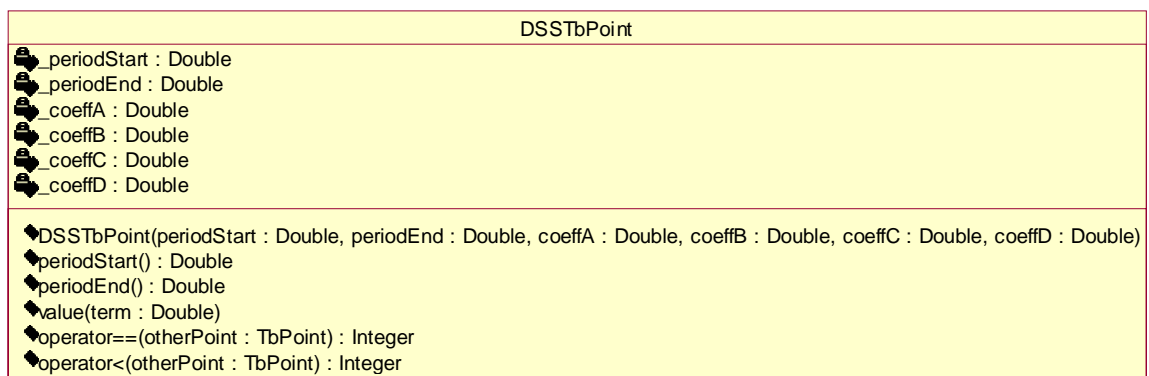 DSSTbPoint
_periodStart : Double
_periodEnd : Double
_coeffA : Double
_coeffB : Double
_coeffC : Double
_coeffD : Double
DSSTbPoint(periodStart : Double, periodEnd : Double, coeffA : Double, coeffB : Double, coeffC : Double, coeffD : Double)
periodStart() : Double
periodEnd() : Double
value(term : Double)
operator==(otherPoint : TbPoint) : Integer
operator<(otherPoint : TbPoint) : Integer